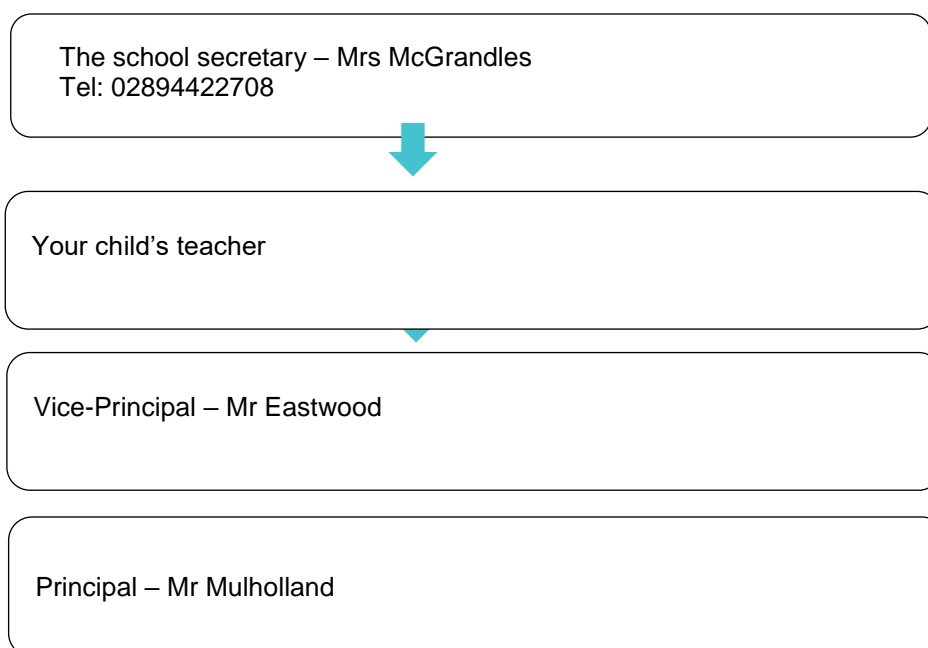 The school secretary – Mrs McGrandles
Tel: 02894422708
Your child’s teacher
Vice-Principal – Mr Eastwood
Principal – Mr Mulholland